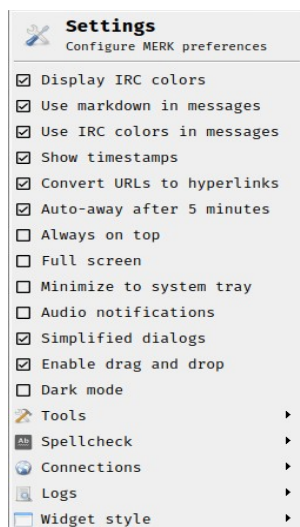 Settings
Configure MERK preferences
Display IRC colors
Use markdown in messages
Use IRC colors in messages
Show timestamps
Convert URLs to hyperlinks
Auto-away after 5 minutes
Always on top
Full screen
Minimize to system tray
Audio notifications
Simplified dialogs
Enable drag and drop
Dark mode
Tools
Ab Spellcheck
Connections
Logs
Widget style